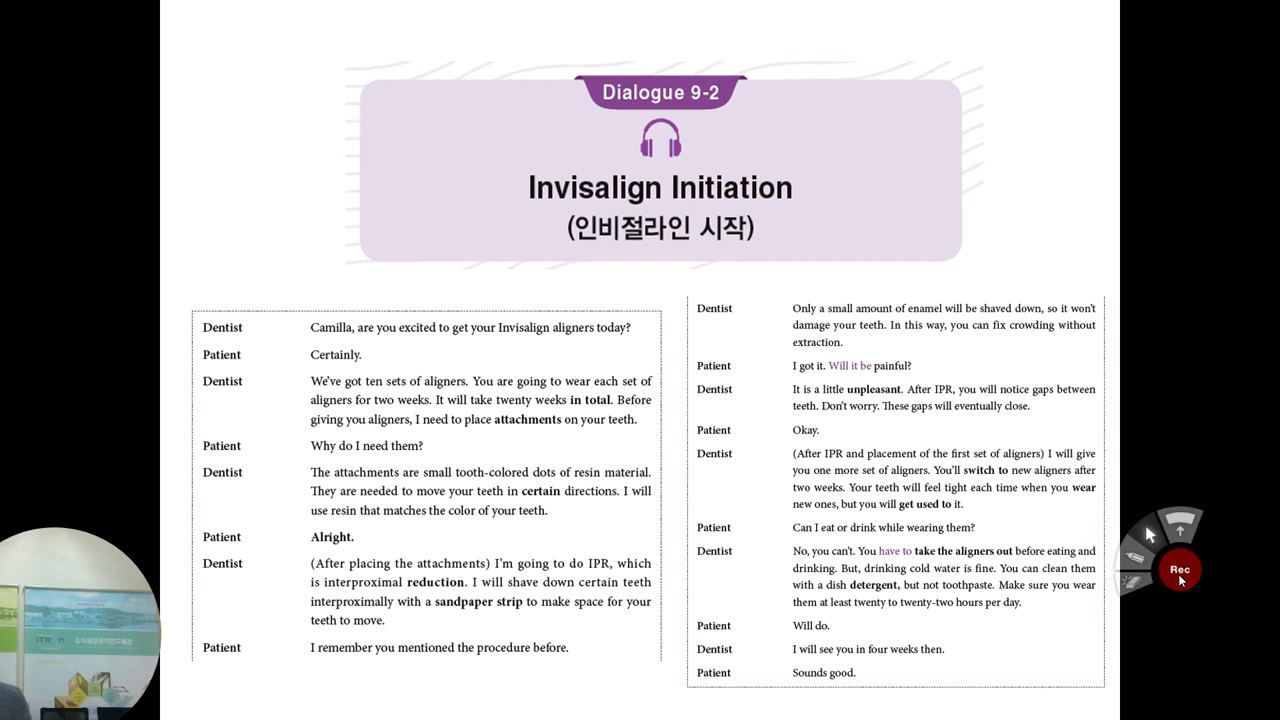 Dialogue 9-2
Invisalign Initiation
(인비절라인 시작)
Dentist Camilla, are you excited to get your Invisalign aligners today?
Patient Certainly.
Dentist We've got ten sets of aligners. You are going to wear each set of
aligners for two weeks. It will take twenty weeks in total. Before
giving you aligners, I need to place attachments on your teeth.
Patient Why do I need them?
Dentist The attachments are small tooth-colored dots of resin material.
They are needed to move your teeth in certain directions. I will
use resin that matches the color of your teeth.
Patient Alright.
Dentist (After placing the attachments) I'm going to do IPR, which
is interproximal reduction. I will shave down certain teeth
interproximally with a sandpaper strip to make space for your
teeth to move.
Patient I remember you mentioned the procedure before.
Dentist Only a small amount of enamel will be shaved down, so it won't
damage your teeth. In this way, you can fix crowding without
extraction.
Patient I got it. Will it be painful?
Dentist It is a little unpleasant. After IPR, you will notice gaps between
teeth. Don't worry. These gaps will eventually close.
Patient Okay.
Dentist (After IPR and placement of the first set of aligners) I will give
you one more set of aligners. You'll switch to new aligners after
two weeks. Your teeth will feel tight each time when you wear
new ones, but you will get used to it.
Patient Can I eat or drink while wearing them?
Dentist No, you can't. You have to take the aligners out before eating and
drinking. But, drinking cold water is fine. You can clean them
with a dish detergent, but not toothpaste. Make sure you wear
them at least twenty to twenty-two hours per day.
Patient Will do.
Dentist I will see you in four weeks then.
Patient Sounds good.
Rec